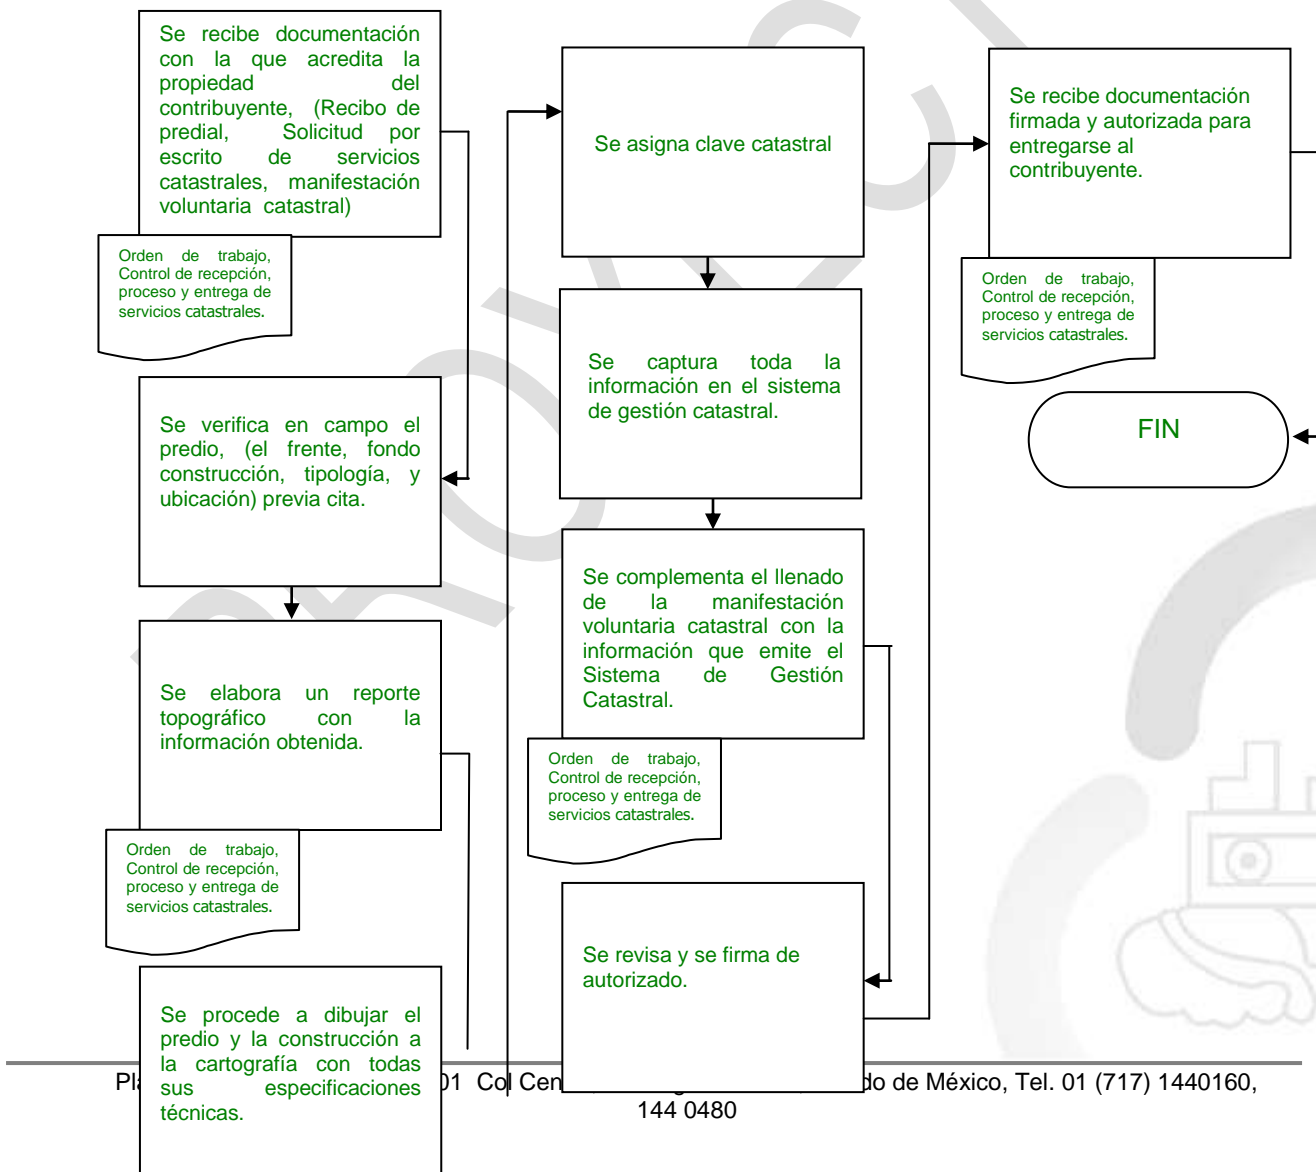 Se recibe documentación
con la que acredita la
propiedad del
contribuyente, (Recibo de
predial, Solicitud por
escrito de servicios
catastrales, manifestación
voluntaria catastral)
Orden de trabajo,
Control de recepción,
proceso y entrega de
servicios catastrales.
Se verifica en campo el
predio, (el frente, fondo
construcción, tipología, y
ubicación) previa cita.
Se elabora un reporte
topográfico con la
información obtenida.
Orden de trabajo,
Control de recepción,
proceso y entrega de
servicios catastrales.
Se procede a dibujar el
predio y la construcción a
la cartografía con todas
sus especificaciones
técnicas.
Se asigna clave catastral
Se captura toda la
información en el sistema
de gestión catastral.
Se complementa el llenado
de la manifestación
voluntaria catastral con la
información que emite el
Sistema de Gestión
Catastral.
Orden de trabajo,
Control de recepción,
proceso y entrega de
servicios catastrales.
Se revisa y se firma de
autorizado.
Se recibe documentación
firmada y autorizada para
entregarse al
contribuyente.
Orden de trabajo,
Control de recepción,
proceso y entrega de
servicios catastrales.
FIN
Col de México, Tel. 01 (717) 1440160,
144 0480